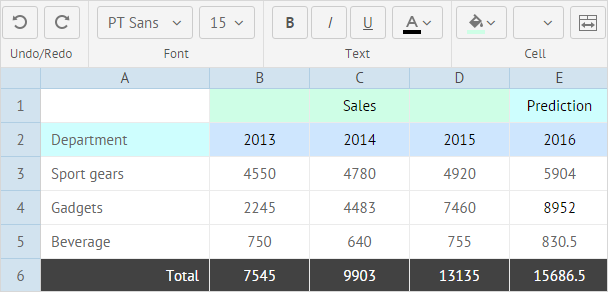 PT Sans 15 B I U A
Undo/Redo Font Text Cell
A B C D E
1 Sales Prediction
2 Department 2013 2014 2015 2016
3 Sport gears 4550 4780 4920 5904
4 Gadgets 2245 4483 7460 8952
5 Beverage 750 640 755 830.5
6 Total 7545 9903 13135 15686.5